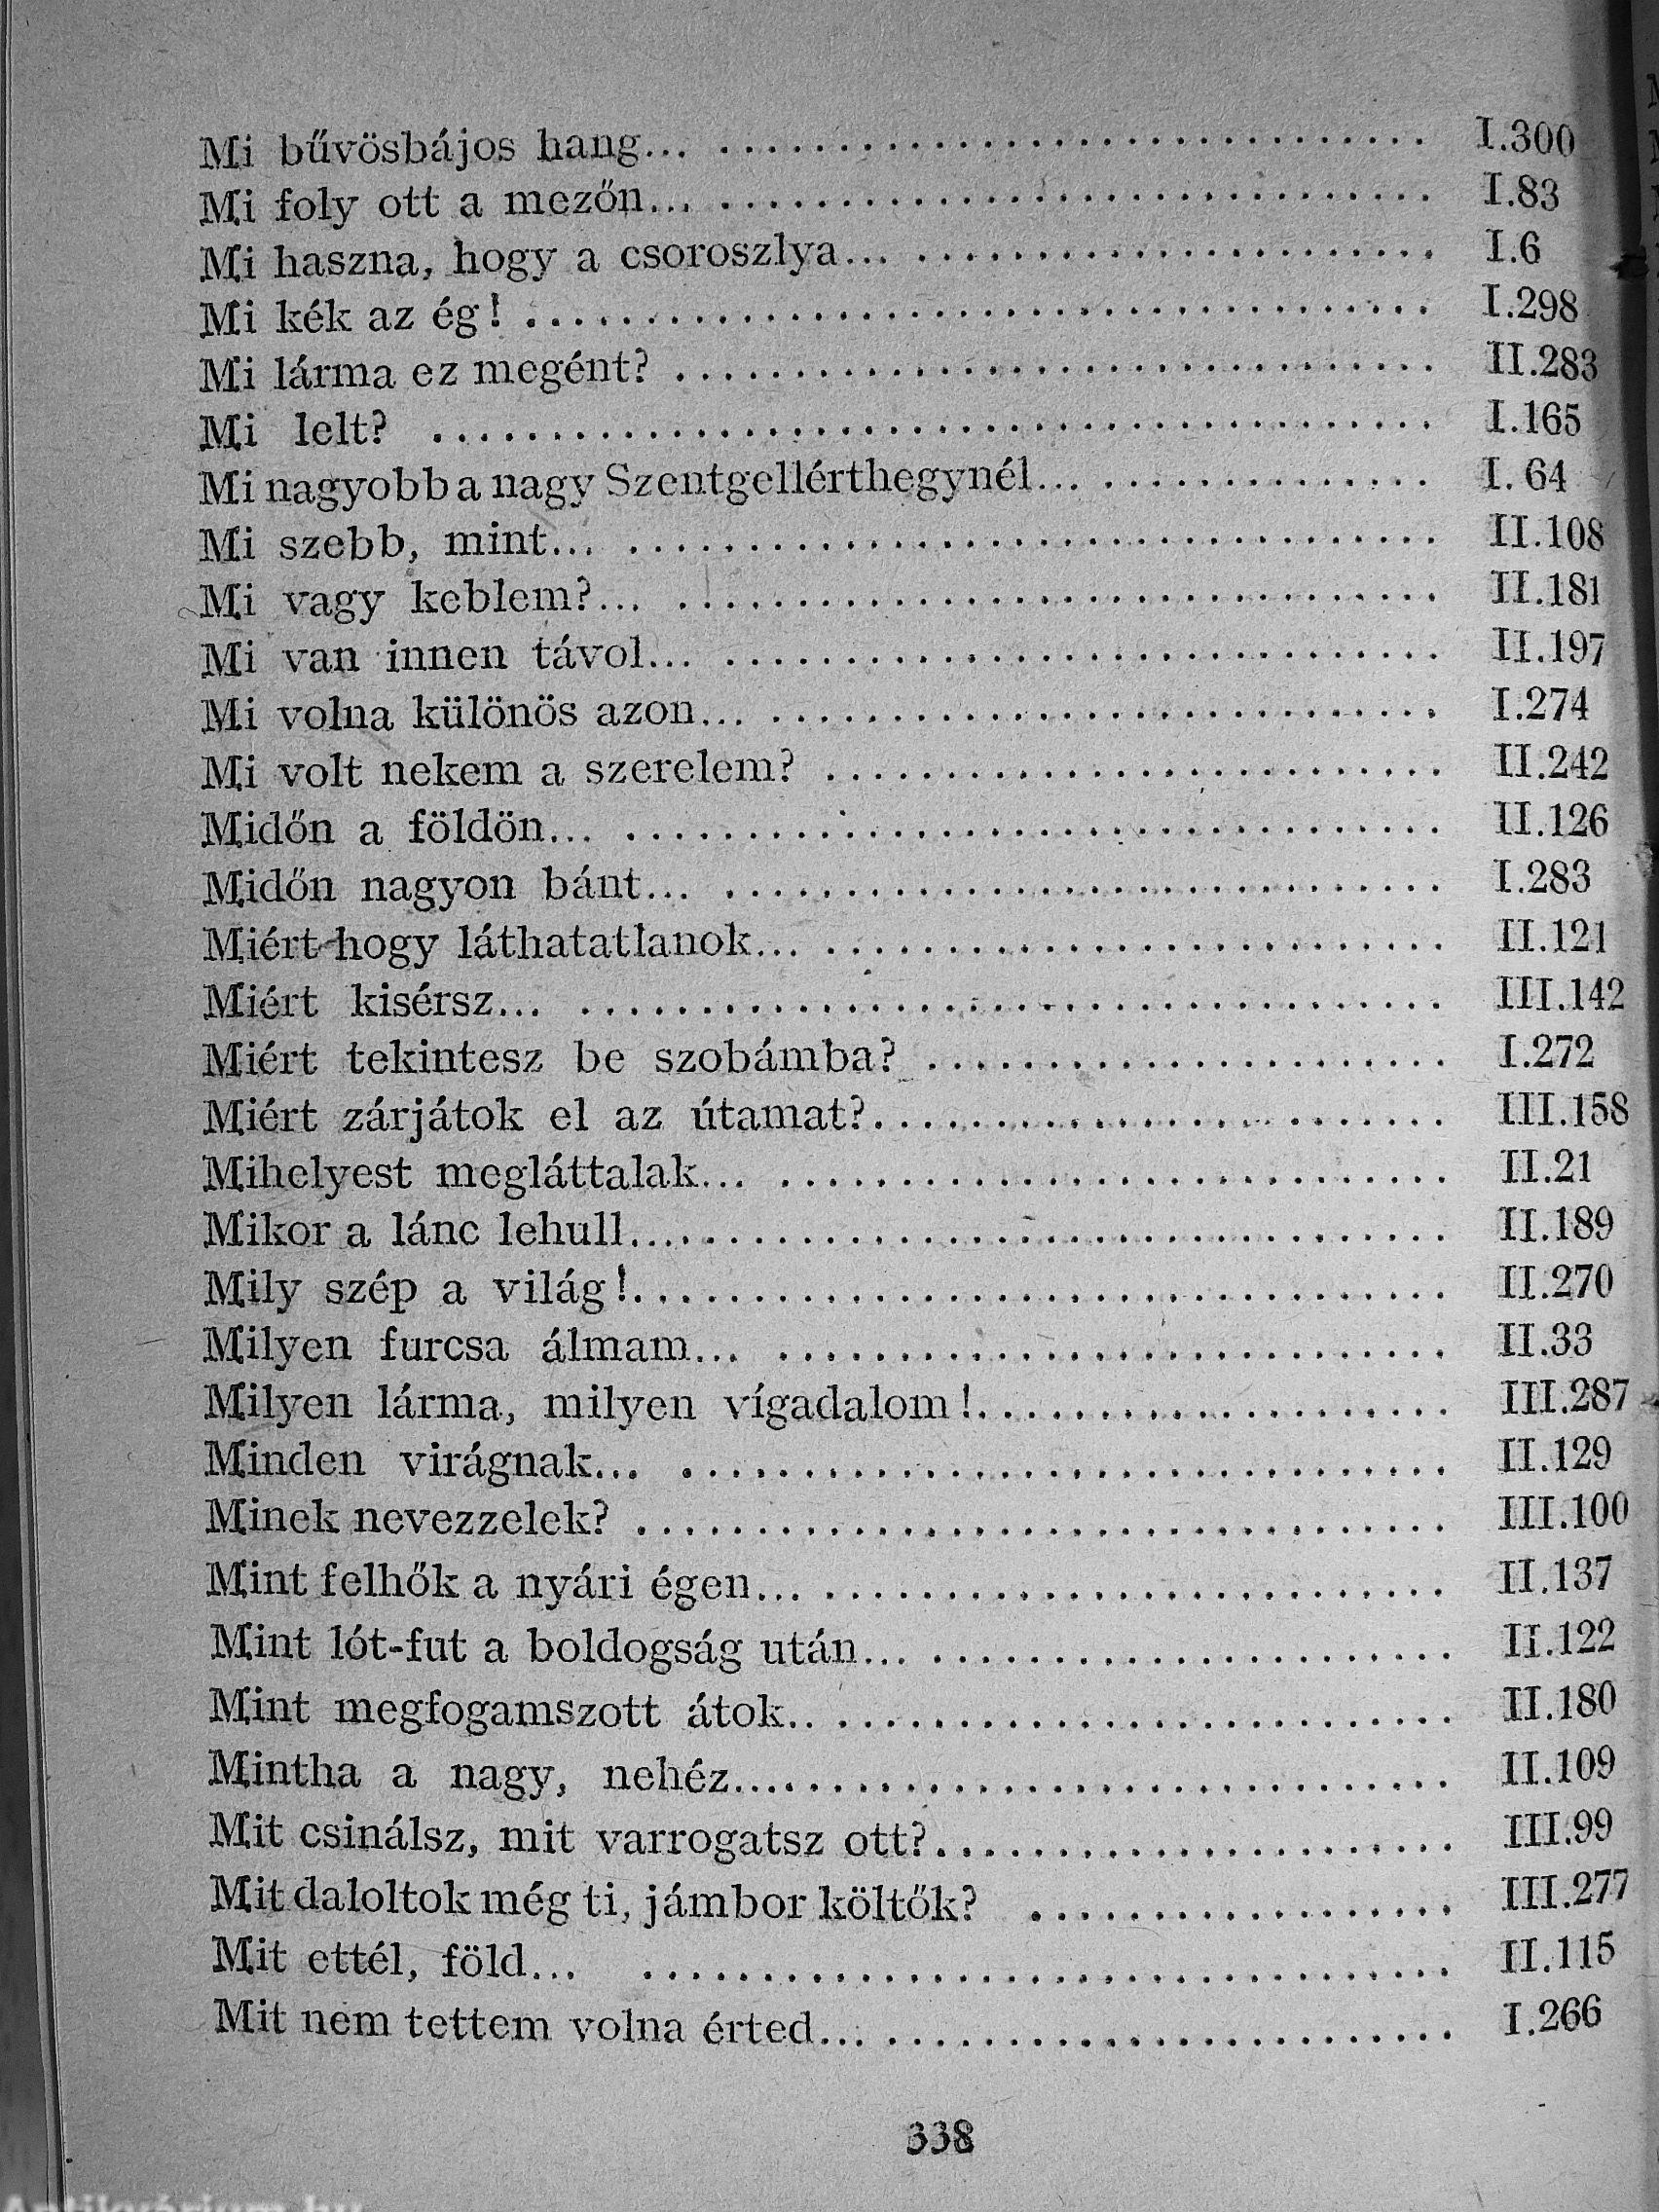 Mi bűvösbájos hang... .............................. I.300
Mi foly ott a mezőn... .............................. I.83
Mi haszna, hogy a csoroszlya... ...................... I.6
Mi kék az ég! ...................................... I.298
Mi lárma ez megént? ................................ II.283
Mi lelt? .......................................... I.165
Mi nagyobb a nagy Szentgellérthegynél... .............. I. 64
Mi szebb, mint... .................................. II.108
Mi vagy keblem?... ................................ II.181
Mi van innen távol... .............................. II.197
Mi volna különös azon... ............................ I.274
Mi volt nekem a szerelem? .......................... II.242
Midőn a földön... .................................. II.126
Midőn nagyon bánt... .............................. I.283
Miért hogy láthatatlanok... .......................... II.121
Miért kisérsz... .................................... III.142
Miért tekintesz be szobámba? ...................... I.272
Miért zárjátok el az útamat?........................ III.158
Mihelyest megláttalak... ............................ II.21
Mikor a lánc lehull.................................. II.189
Mily szép a világ!.................................. II.270
Milyen furcsa álmam... ............................ II.33
Milyen lárma, milyen vígadalom!.................... III.287
Minden virágnak... ................................ II.129
Minek nevezzelek? .................................. III.100
Mint felhők a nyári égen... .......................... II.137
Mint lót-fut a boldogság után... ...................... II.122
Mint megfogamszott átok.. .......................... II.180
Mintha a nagy, nehéz.............................. II.109
Mit csinálsz, mit varrogatsz ott?...................... III.99
Mit daloltok még ti, jámbor költők? .................. III.277
Mit ettél, föld... .................................. II.115
Mit nem tettem volna érted... ........................ I.266
338